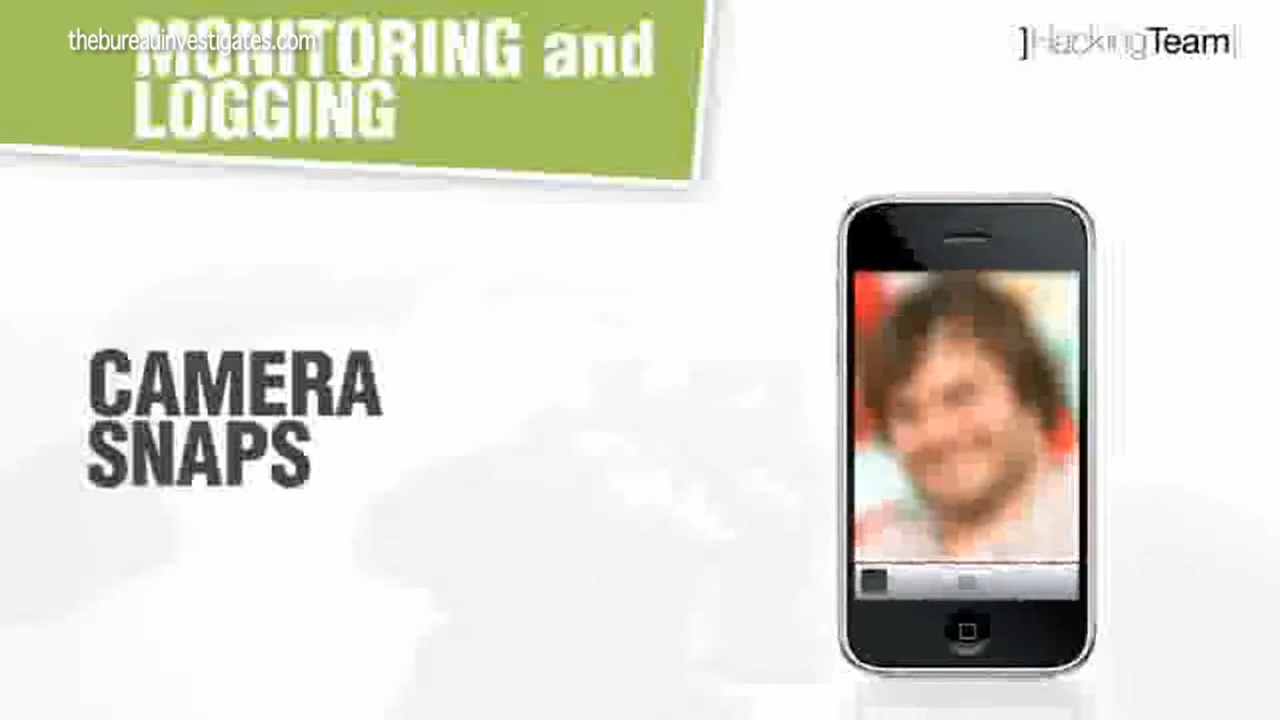 thebureauinvestigates.com
MONITORING and
LOGGING
]HackingTeam[
CAMERA
SNAPS